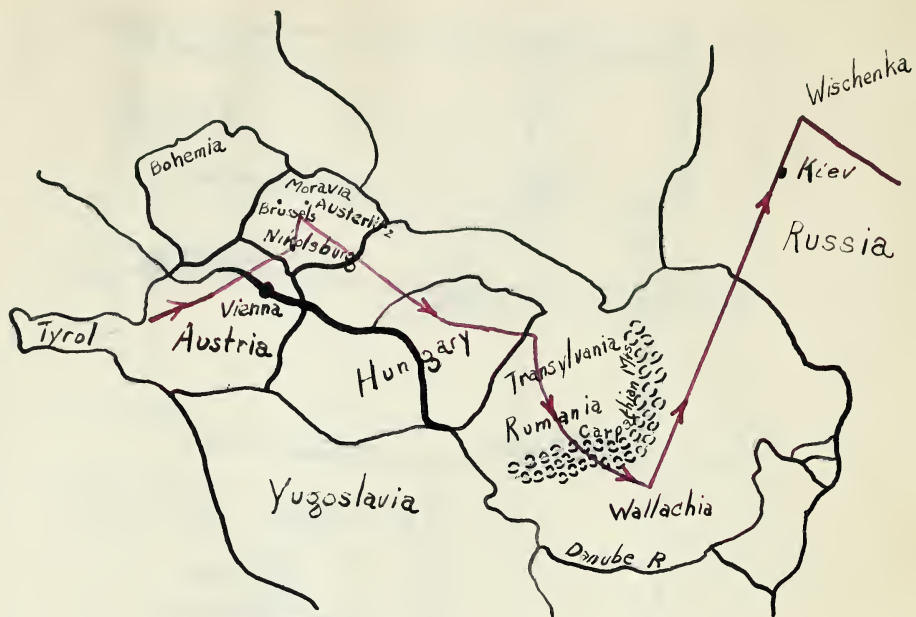 Wischenka
Kiev
Russia
Bohemia
Moravia
Brussels
Austerlitz
Nikolsburg
Vienna
Tyrol
Austria
Hungary
Transylvania
Rumania
Carpathian Mts
Wallachia
Yugoslavia
Danube R